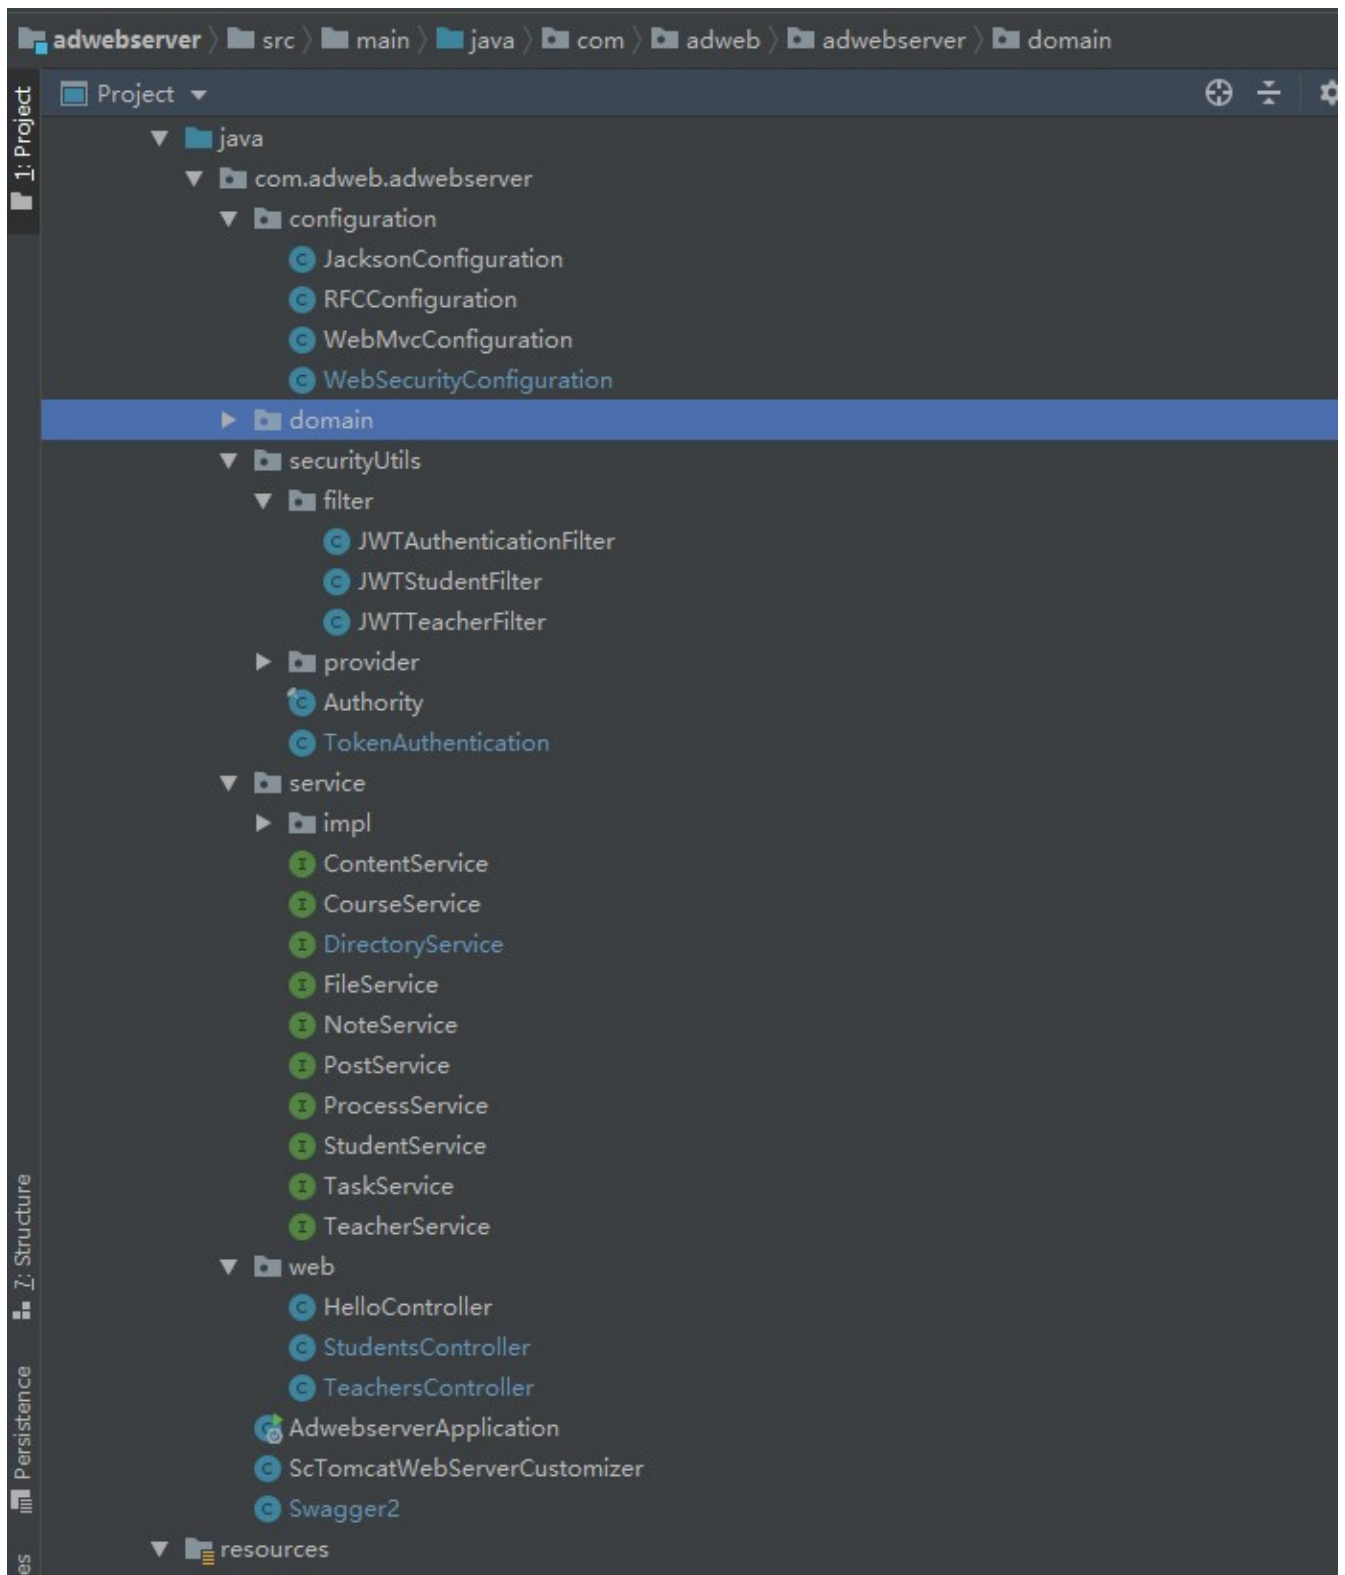 adwebserver src main java com adweb adwebserver domain
Project
1: Project
java
com.adweb.adwebserver
configuration
JacksonConfiguration
RFCConfiguration
WebMvcConfiguration
WebSecurityConfiguration
domain
securityUtils
filter
JWTAuthenticationFilter
JWTStudentFilter
JWTTeacherFilter
provider
Authority
TokenAuthentication
service
impl
ContentService
CourseService
DirectoryService
FileService
NoteService
PostService
ProcessService
StudentService
TaskService
TeacherService
7: Structure
web
HelloController
StudentsController
TeachersController
Persistence
AdwebserverApplication
ScTomcatWebServerCustomizer
Swagger2
resources
es